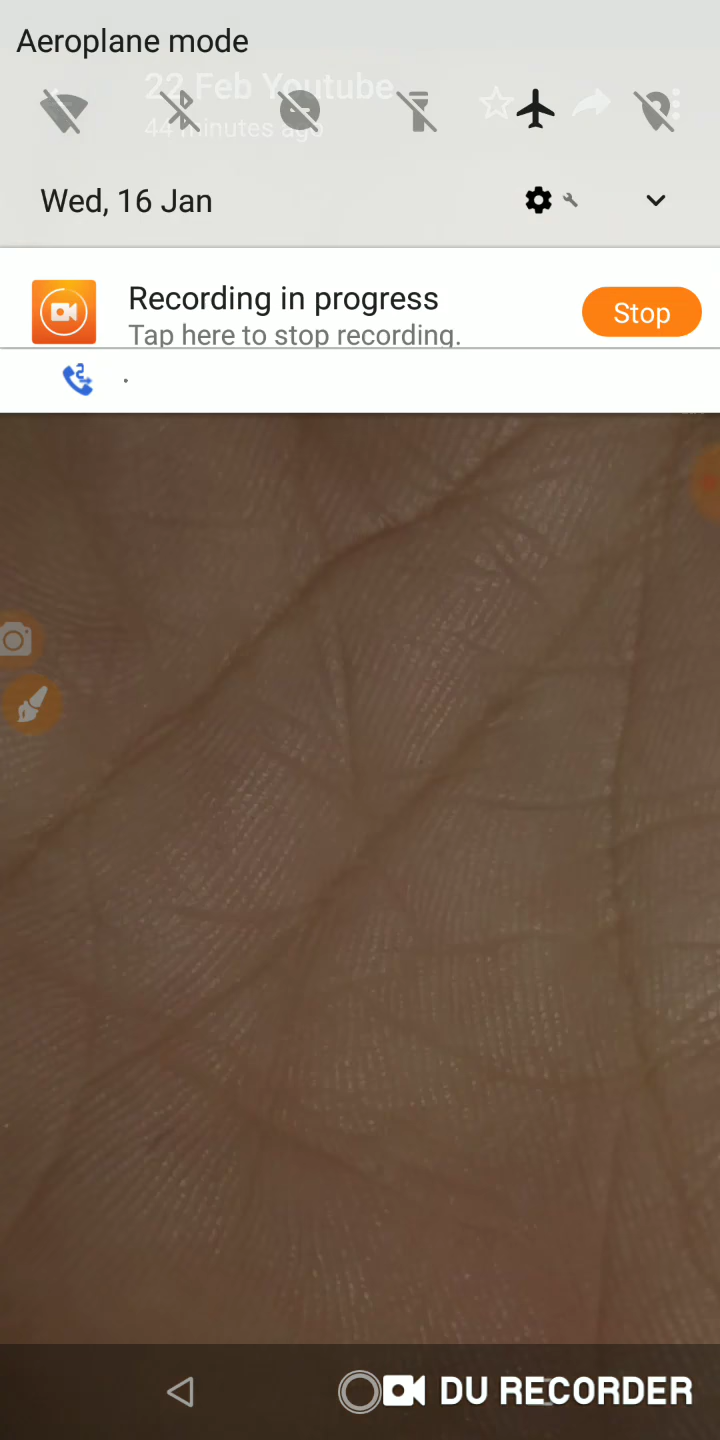 Aeroplane mode
22 Feb Youtube
44 minutes ago
Wed, 16 Jan
Recording in progress
Tap here to stop recording.
Stop
2
.
DU RECORDER